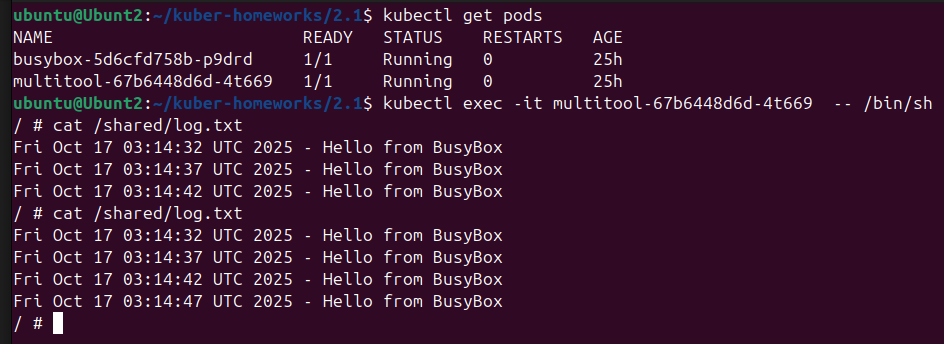 ubuntu@Ubunt2:~/kuber-homeworks/2.1$ kubectl get pods
NAME                         READY   STATUS    RESTARTS   AGE
busybox-5d6cfd758b-p9drd     1/1     Running   0          25h
multitool-67b6448d6d-4t669   1/1     Running   0          25h
ubuntu@Ubunt2:~/kuber-homeworks/2.1$ kubectl exec -it multitool-67b6448d6d-4t669  -- /bin/sh
/ # cat /shared/log.txt
Fri Oct 17 03:14:32 UTC 2025 - Hello from BusyBox
Fri Oct 17 03:14:37 UTC 2025 - Hello from BusyBox
Fri Oct 17 03:14:42 UTC 2025 - Hello from BusyBox
/ # cat /shared/log.txt
Fri Oct 17 03:14:32 UTC 2025 - Hello from BusyBox
Fri Oct 17 03:14:37 UTC 2025 - Hello from BusyBox
Fri Oct 17 03:14:42 UTC 2025 - Hello from BusyBox
Fri Oct 17 03:14:47 UTC 2025 - Hello from BusyBox
/ #